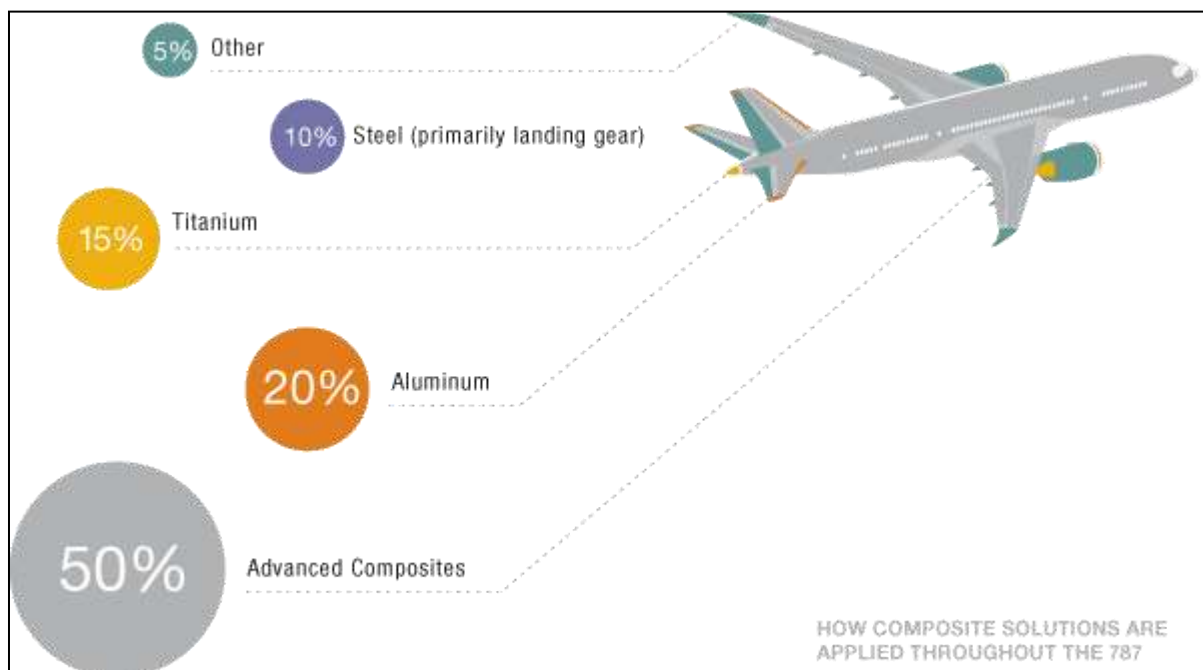 5% Other
10% Steel (primarily landing gear)
15% Titanium
20% Aluminum
50% Advanced Composites
HOW COMPOSITE SOLUTIONS ARE
APPLIED THROUGHOUT THE 787